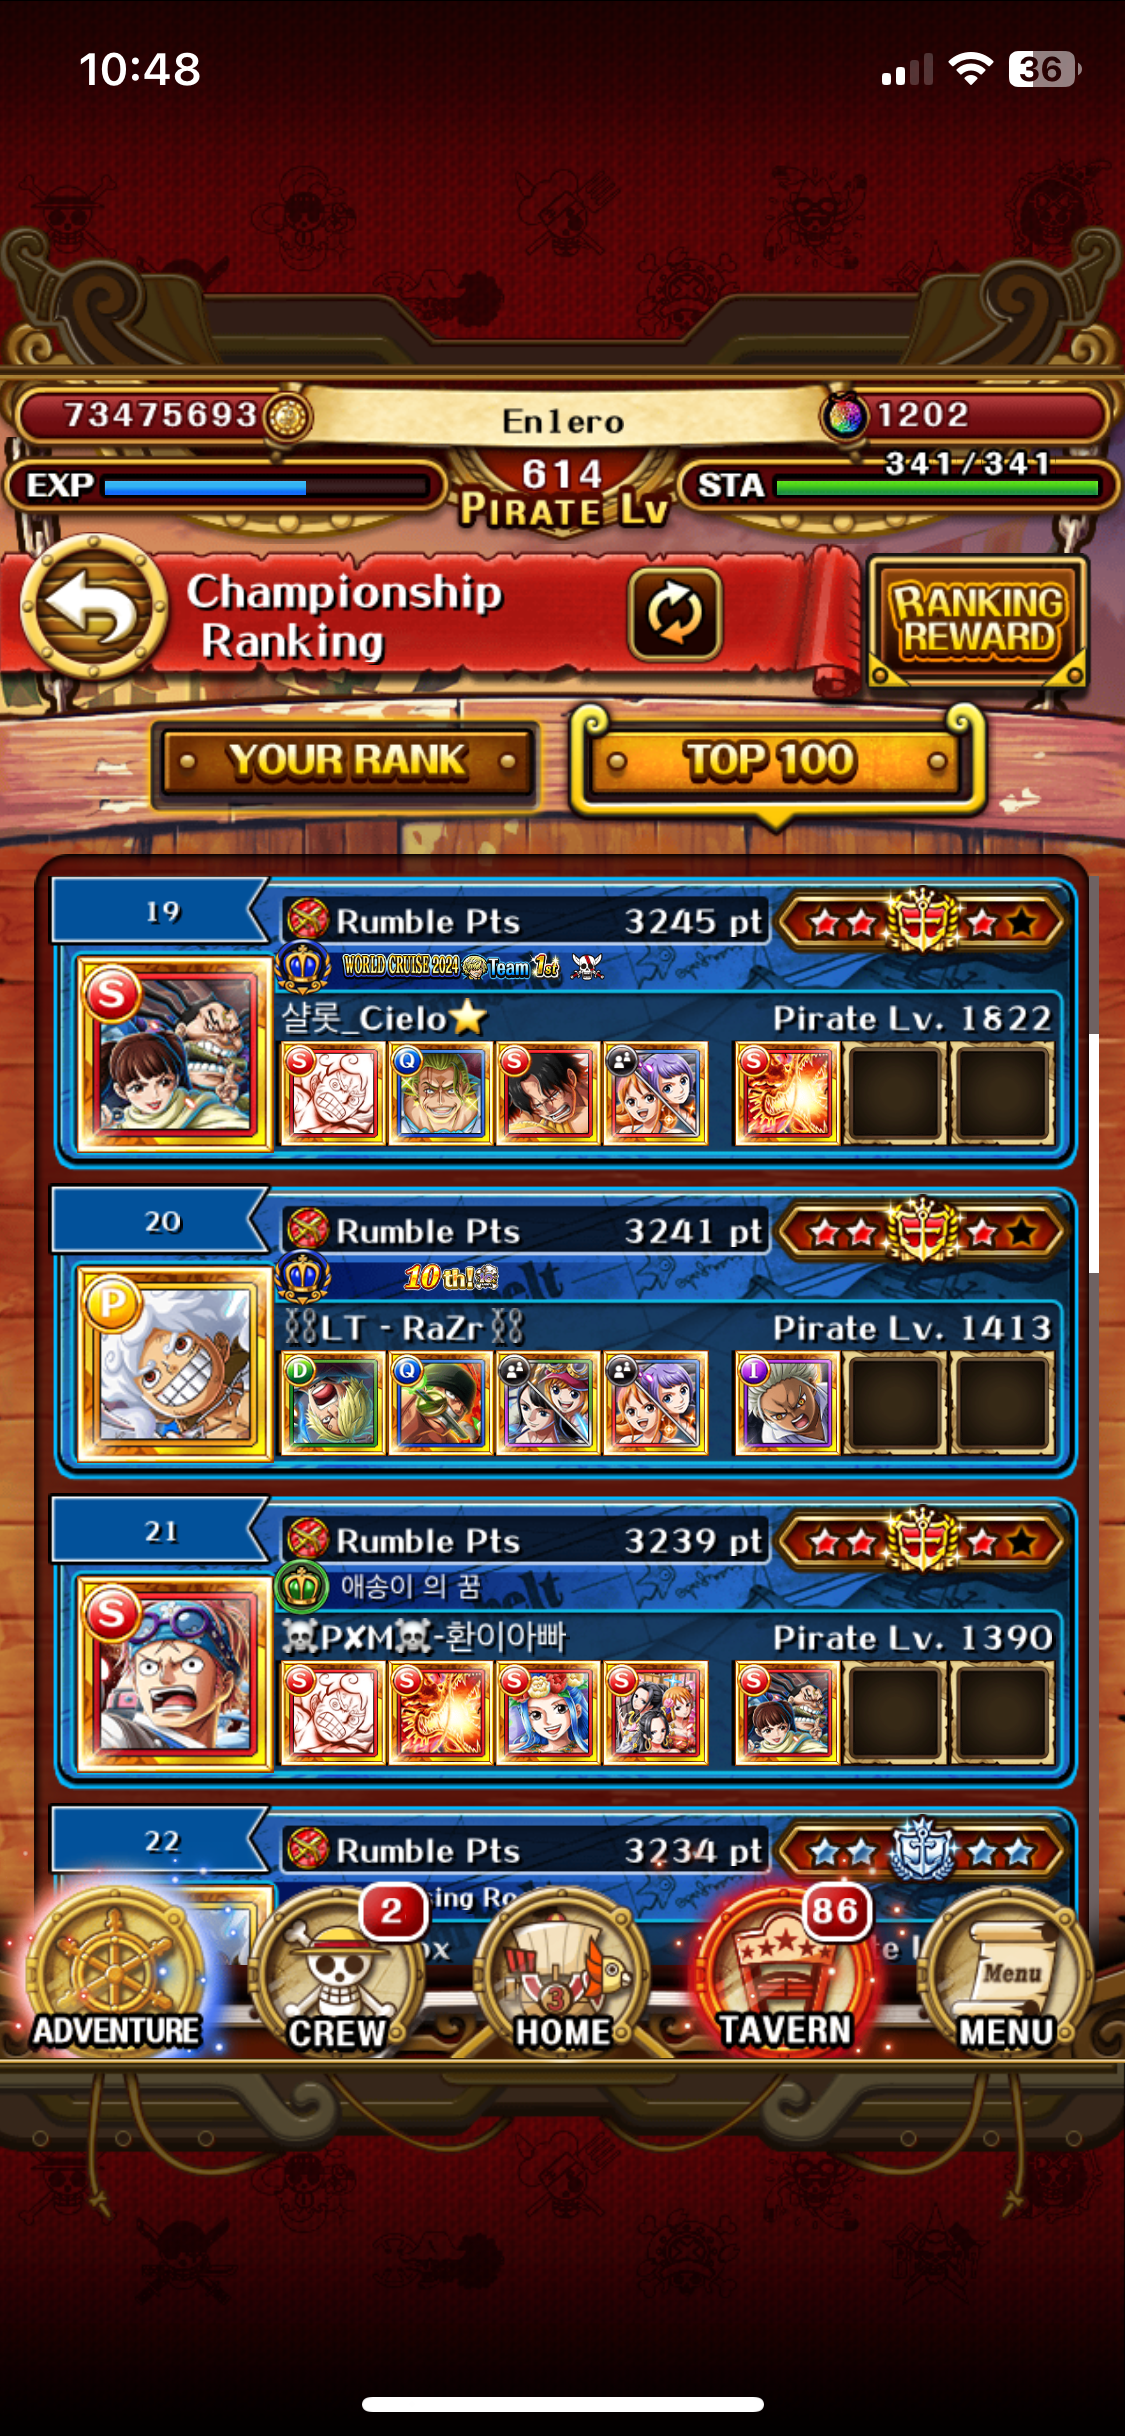 10:48
36
73475693
En1ero
1202
EXP
614
PIRATE Lv
STA
341/341
Championship
Ranking
RANKING
REWARD
YOUR RANK
TOP 100
19
Rumble Pts
3245 pt
WORLD CRUISE 2024 Team 1st
샬롯_Cielo⭐
Pirate Lv. 1822
S
S
Q
S
S
20
Rumble Pts
3241 pt
10th!
⛓LT - RaZr⛓
Pirate Lv. 1413
P
D
Q
I
21
Rumble Pts
3239 pt
애송이 의 꿈
☠P✘M☠-환이아빠
Pirate Lv. 1390
S
S
S
S
S
S
22
Rumble Pts
3234 pt
2
86
3
Menu
ADVENTURE
CREW
HOME
TAVERN
MENU